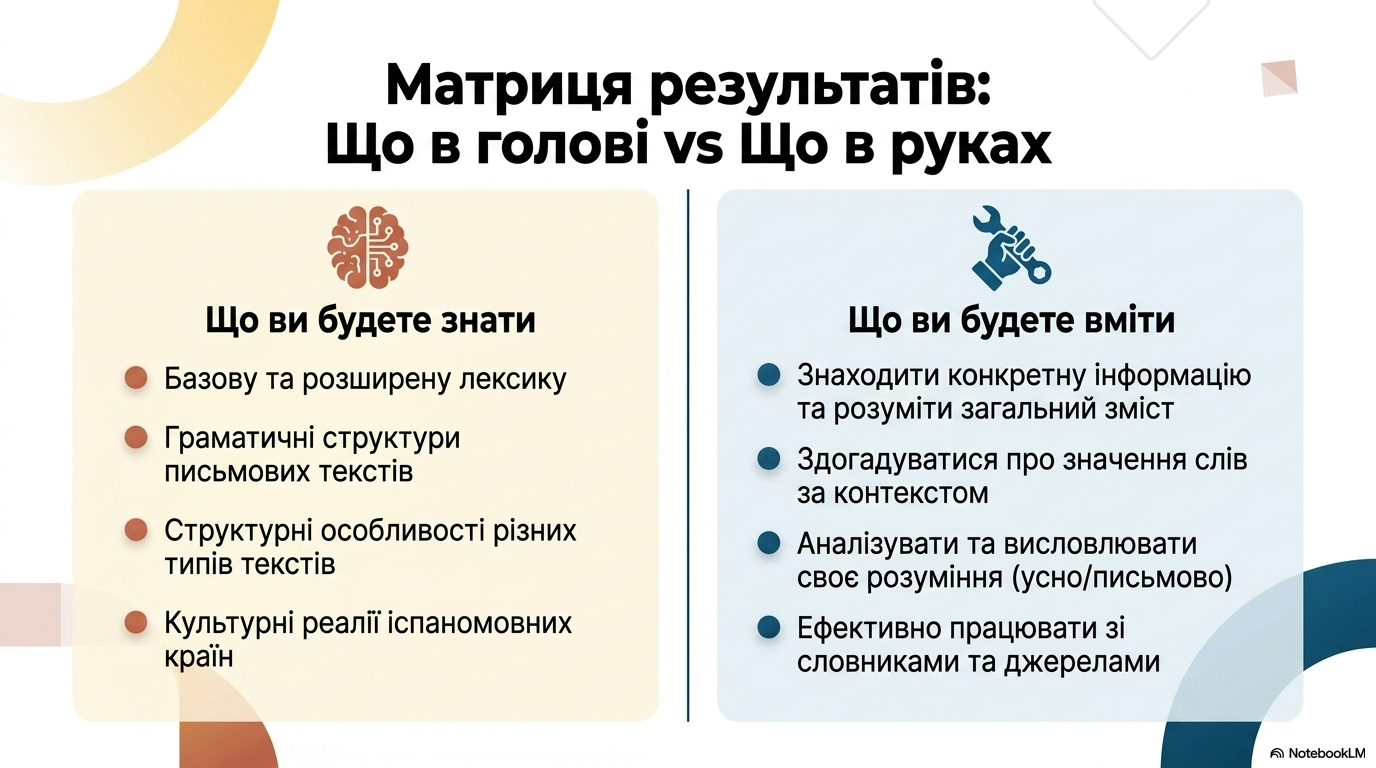 Матриця результатів:
Що в голові vs Що в руках
Що ви будете знати
Базову та розширену лексику
Граматичні структури
письмових текстів
Структурні особливості різних
типів текстів
Культурні реалії іспаномовних
країн
Що ви будете вміти
Знаходити конкретну інформацію
та розуміти загальний зміст
Здогадуватися про значення слів
за контекстом
Аналізувати та висловлювати
своє розуміння (усно/письмово)
Ефективно працювати зі
словниками та джерелами
NotebookLM